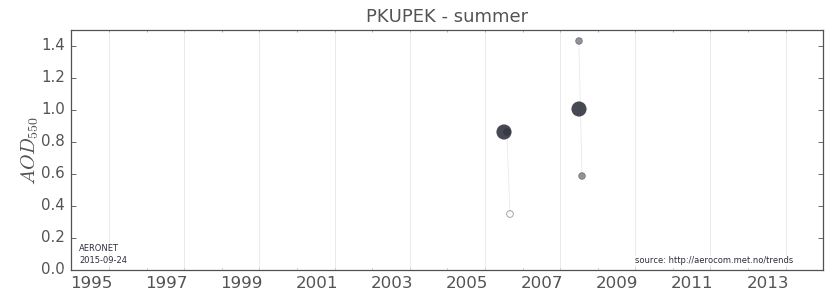 PKUPEK - summer
1.4
1.2
1.0
0.8
0.6
0.4
0.2
0.0
AOD550
AERONET
2015-09-24
source: http://aerocom.met.no/trends
1995 1997 1999 2001 2003 2005 2007 2009 2011 2013